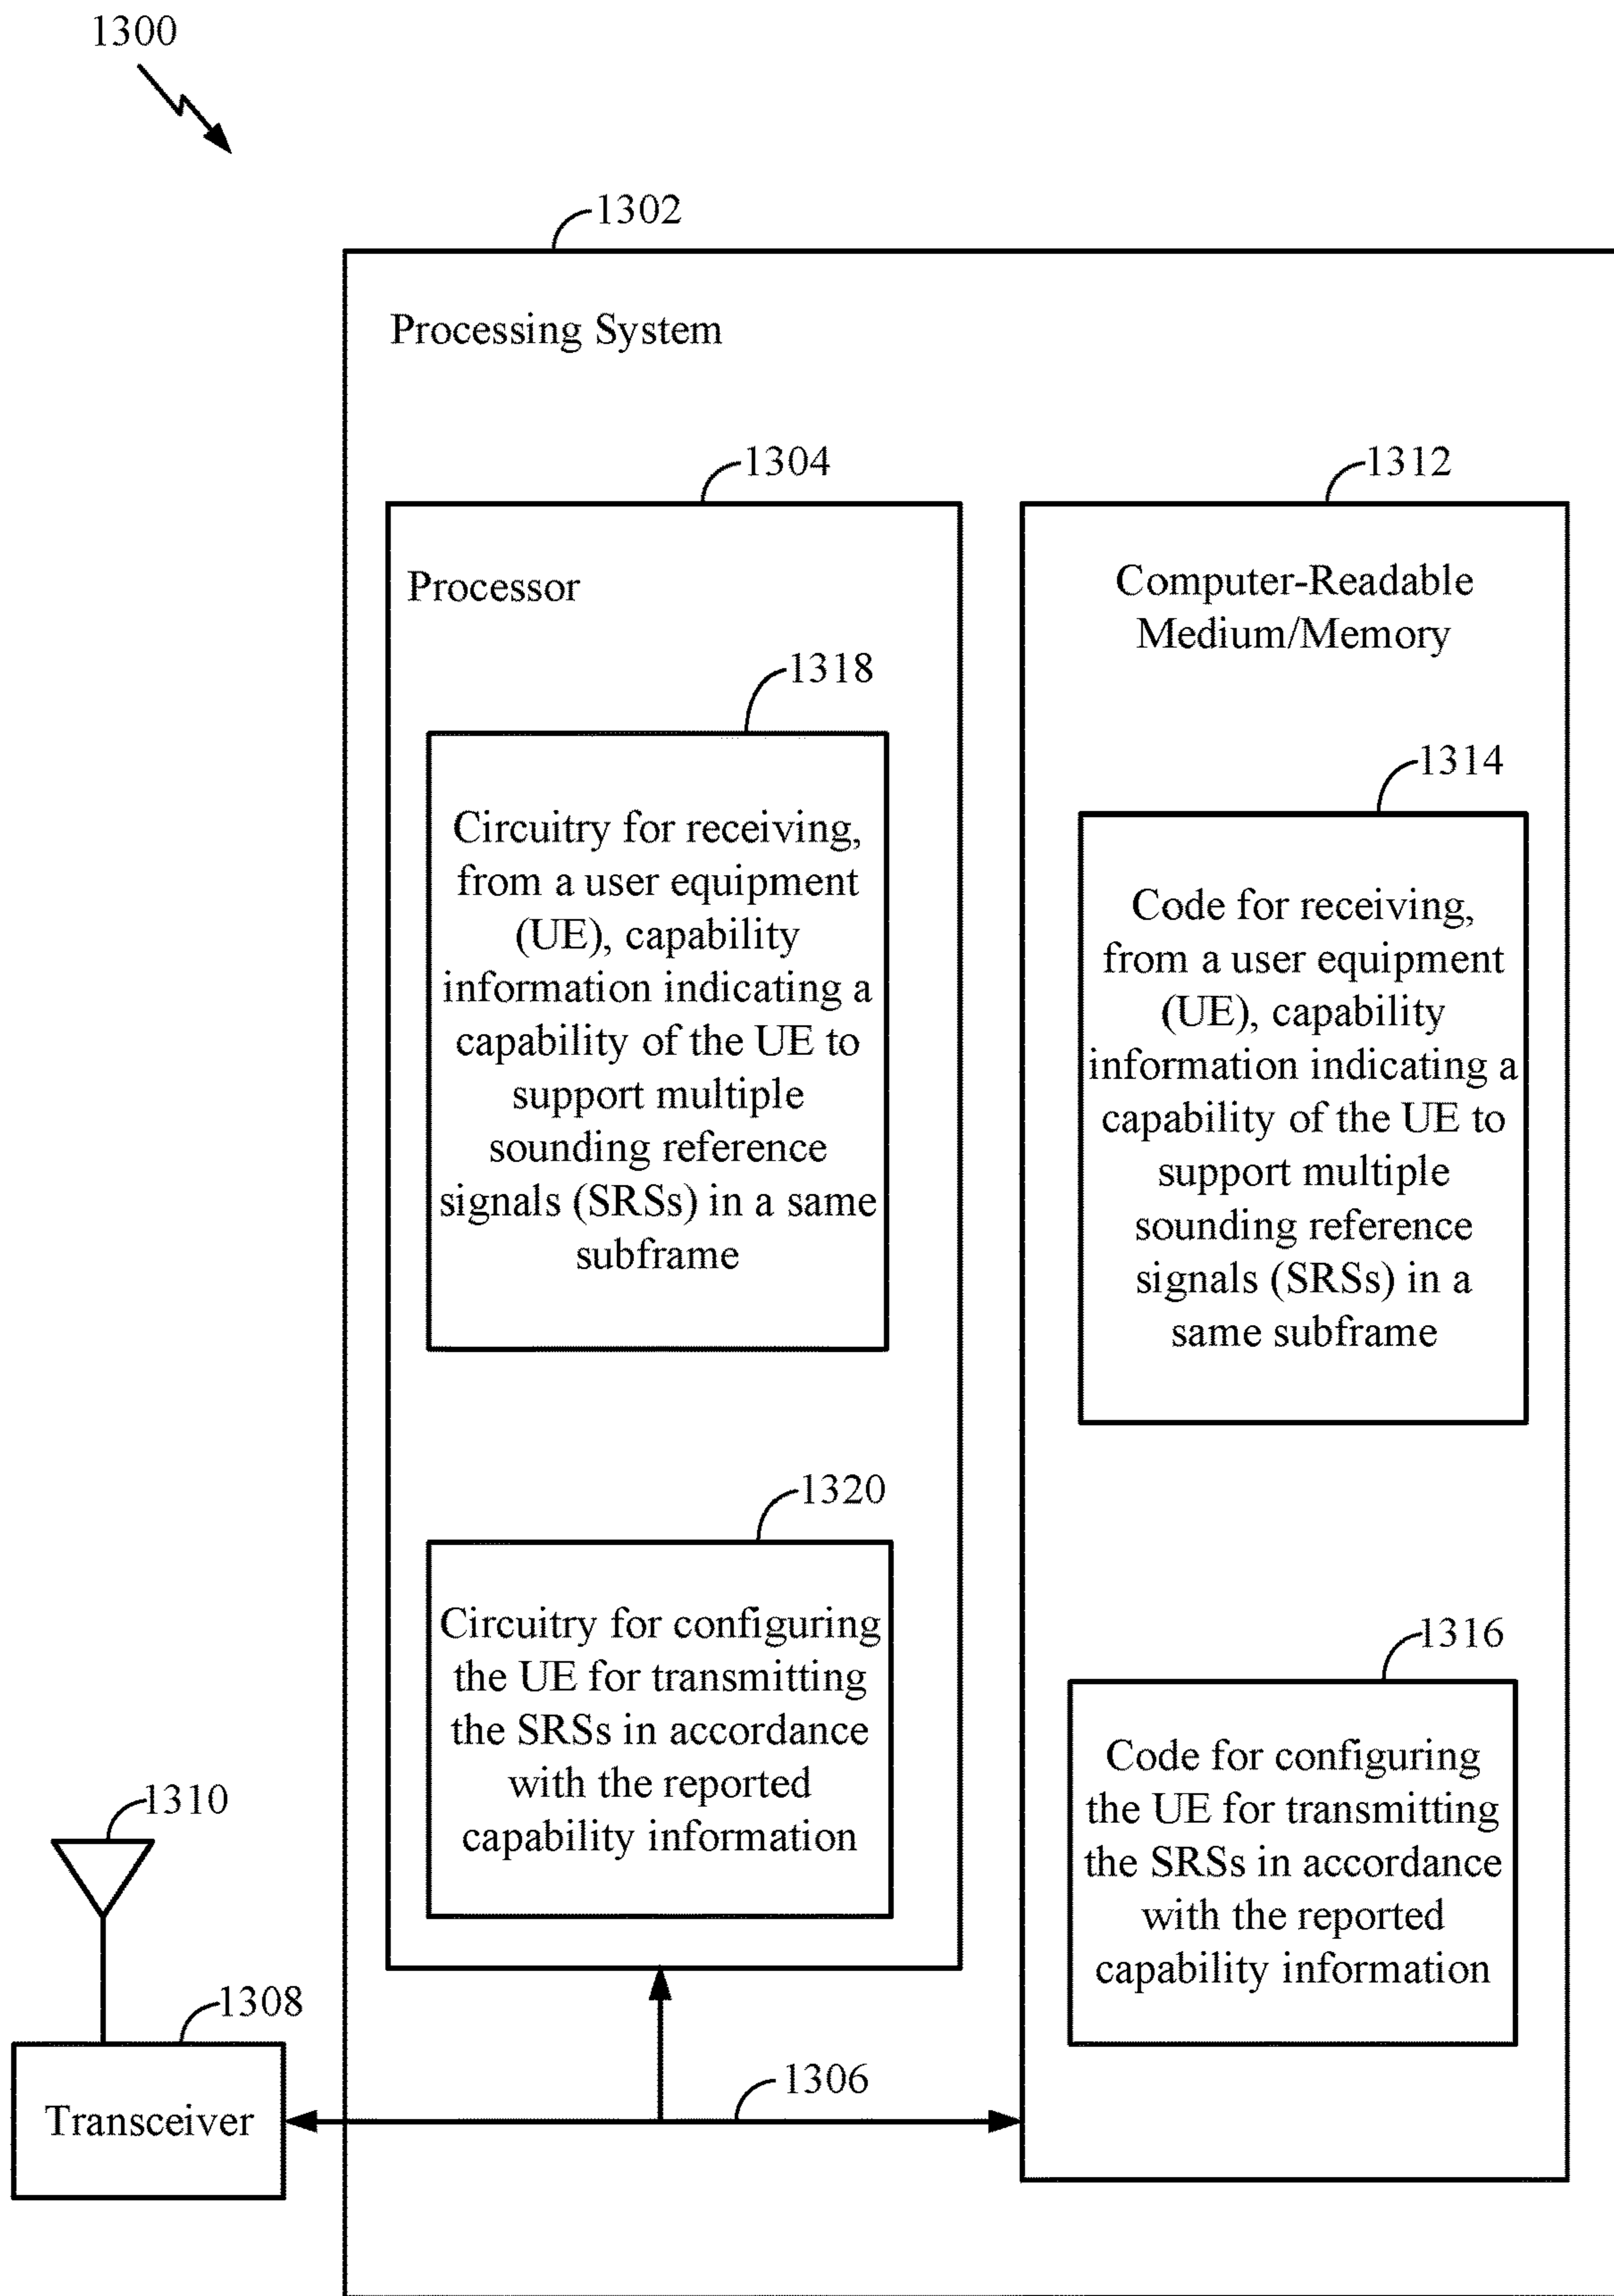 1300
1302
Processing System
1304
Processor
1318
Circuitry for receiving,
from a user equipment
(UE), capability
information indicating a
capability of the UE to
support multiple
sounding reference
signals (SRSs) in a same
subframe
1320
Circuitry for configuring
the UE for transmitting
the SRSs in accordance
with the reported
capability information
1312
Computer-Readable
Medium/Memory
1314
Code for receiving,
from a user equipment
(UE), capability
information indicating a
capability of the UE to
support multiple
sounding reference
signals (SRSs) in a
same subframe
1316
Code for configuring
the UE for transmitting
the SRSs in accordance
with the reported
capability information
1310
1308
Transceiver
1306